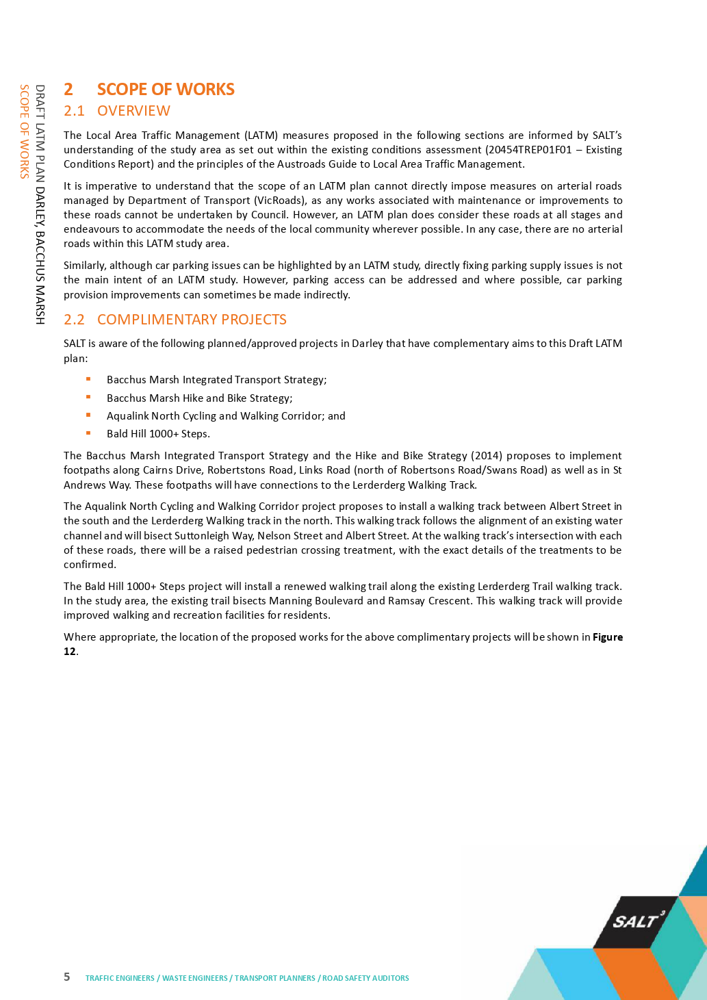 DRAFT LATM PLAN DARLEY, BACCHUS MARSH
SCOPE OF WORKS
2 SCOPE OF WORKS
2.1 OVERVIEW
The Local Area Traffic Management (LATM) measures proposed in the following sections are informed by SALT’s
understanding of the study area as set out within the existing conditions assessment (20454TREP01F01 – Existing
Conditions Report) and the principles of the Austroads Guide to Local Area Traffic Management.
It is imperative to understand that the scope of an LATM plan cannot directly impose measures on arterial roads
managed by Department of Transport (VicRoads), as any works associated with maintenance or improvements to
these roads cannot be undertaken by Council. However, an LATM plan does consider these roads at all stages and
endeavours to accommodate the needs of the local community wherever possible. In any case, there are no arterial
roads within this LATM study area.
Similarly, although car parking issues can be highlighted by an LATM study, directly fixing parking supply issues is not
the main intent of an LATM study. However, parking access can be addressed and where possible, car parking
provision improvements can sometimes be made indirectly.
2.2 COMPLIMENTARY PROJECTS
SALT is aware of the following planned/approved projects in Darley that have complementary aims to this Draft LATM
plan:
▪ Bacchus Marsh Integrated Transport Strategy;
▪ Bacchus Marsh Hike and Bike Strategy;
▪ Aqualink North Cycling and Walking Corridor; and
▪ Bald Hill 1000+ Steps.
The Bacchus Marsh Integrated Transport Strategy and the Hike and Bike Strategy (2014) proposes to implement
footpaths along Cairns Drive, Robertstons Road, Links Road (north of Robertsons Road/Swans Road) as well as in St
Andrews Way. These footpaths will have connections to the Lerderderg Walking Track.
The Aqualink North Cycling and Walking Corridor project proposes to install a walking track between Albert Street in
the south and the Lerderderg Walking track in the north. This walking track follows the alignment of an existing water
channel and will bisect Suttonleigh Way, Nelson Street and Albert Street. At the walking track’s intersection with each
of these roads, there will be a raised pedestrian crossing treatment, with the exact details of the treatments to be
confirmed.
The Bald Hill 1000+ Steps project will install a renewed walking trail along the existing Lerderderg Trail walking track.
In the study area, the existing trail bisects Manning Boulevard and Ramsay Crescent. This walking track will provide
improved walking and recreation facilities for residents.
Where appropriate, the location of the proposed works for the above complimentary projects will be shown in Figure
12.
SALT³
5 TRAFFIC ENGINEERS / WASTE ENGINEERS / TRANSPORT PLANNERS / ROAD SAFETY AUDITORS